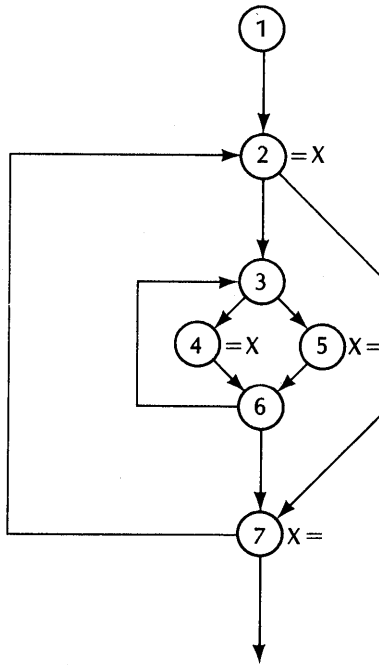 1
2 = X
3
4 = X 5 X =
6
7 X =